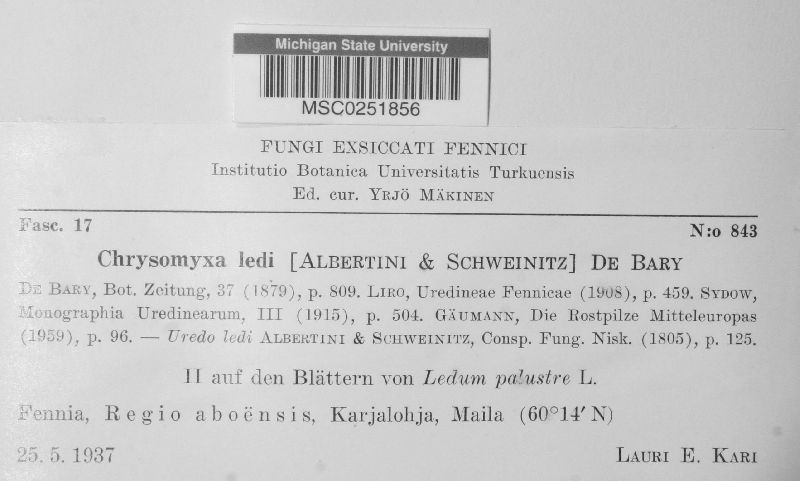 Michigan State University
MSC0251856
FUNGI EXSICCATI FENNICI
Institutio Botanica Universitatis Turkuensis
Ed. cur. YRJÖ MÄKINEN
Fasc. 17 N:o 843
Chrysomyxa ledi [ALBERTINI & SCHWEINITZ] DE BARY
DE BARY, Bot. Zeitung, 37 (1879), p. 809. LIRO, Uredineae Fennicae (1908), p. 459. SYDOW,
Monographia Uredinearum, III (1915), p. 504. GÄUMANN, Die Rostpilze Mitteleuropas
(1959), p. 96. — Uredo ledi ALBERTINI & SCHWEINITZ, Consp. Fung. Nisk. (1805), p. 125.
II auf den Blättern von Ledum palustre L.
Fennia, Regio aboënsis, Karjalohja, Maila (60°14′ N)
25. 5. 1937 LAURI E. KARI